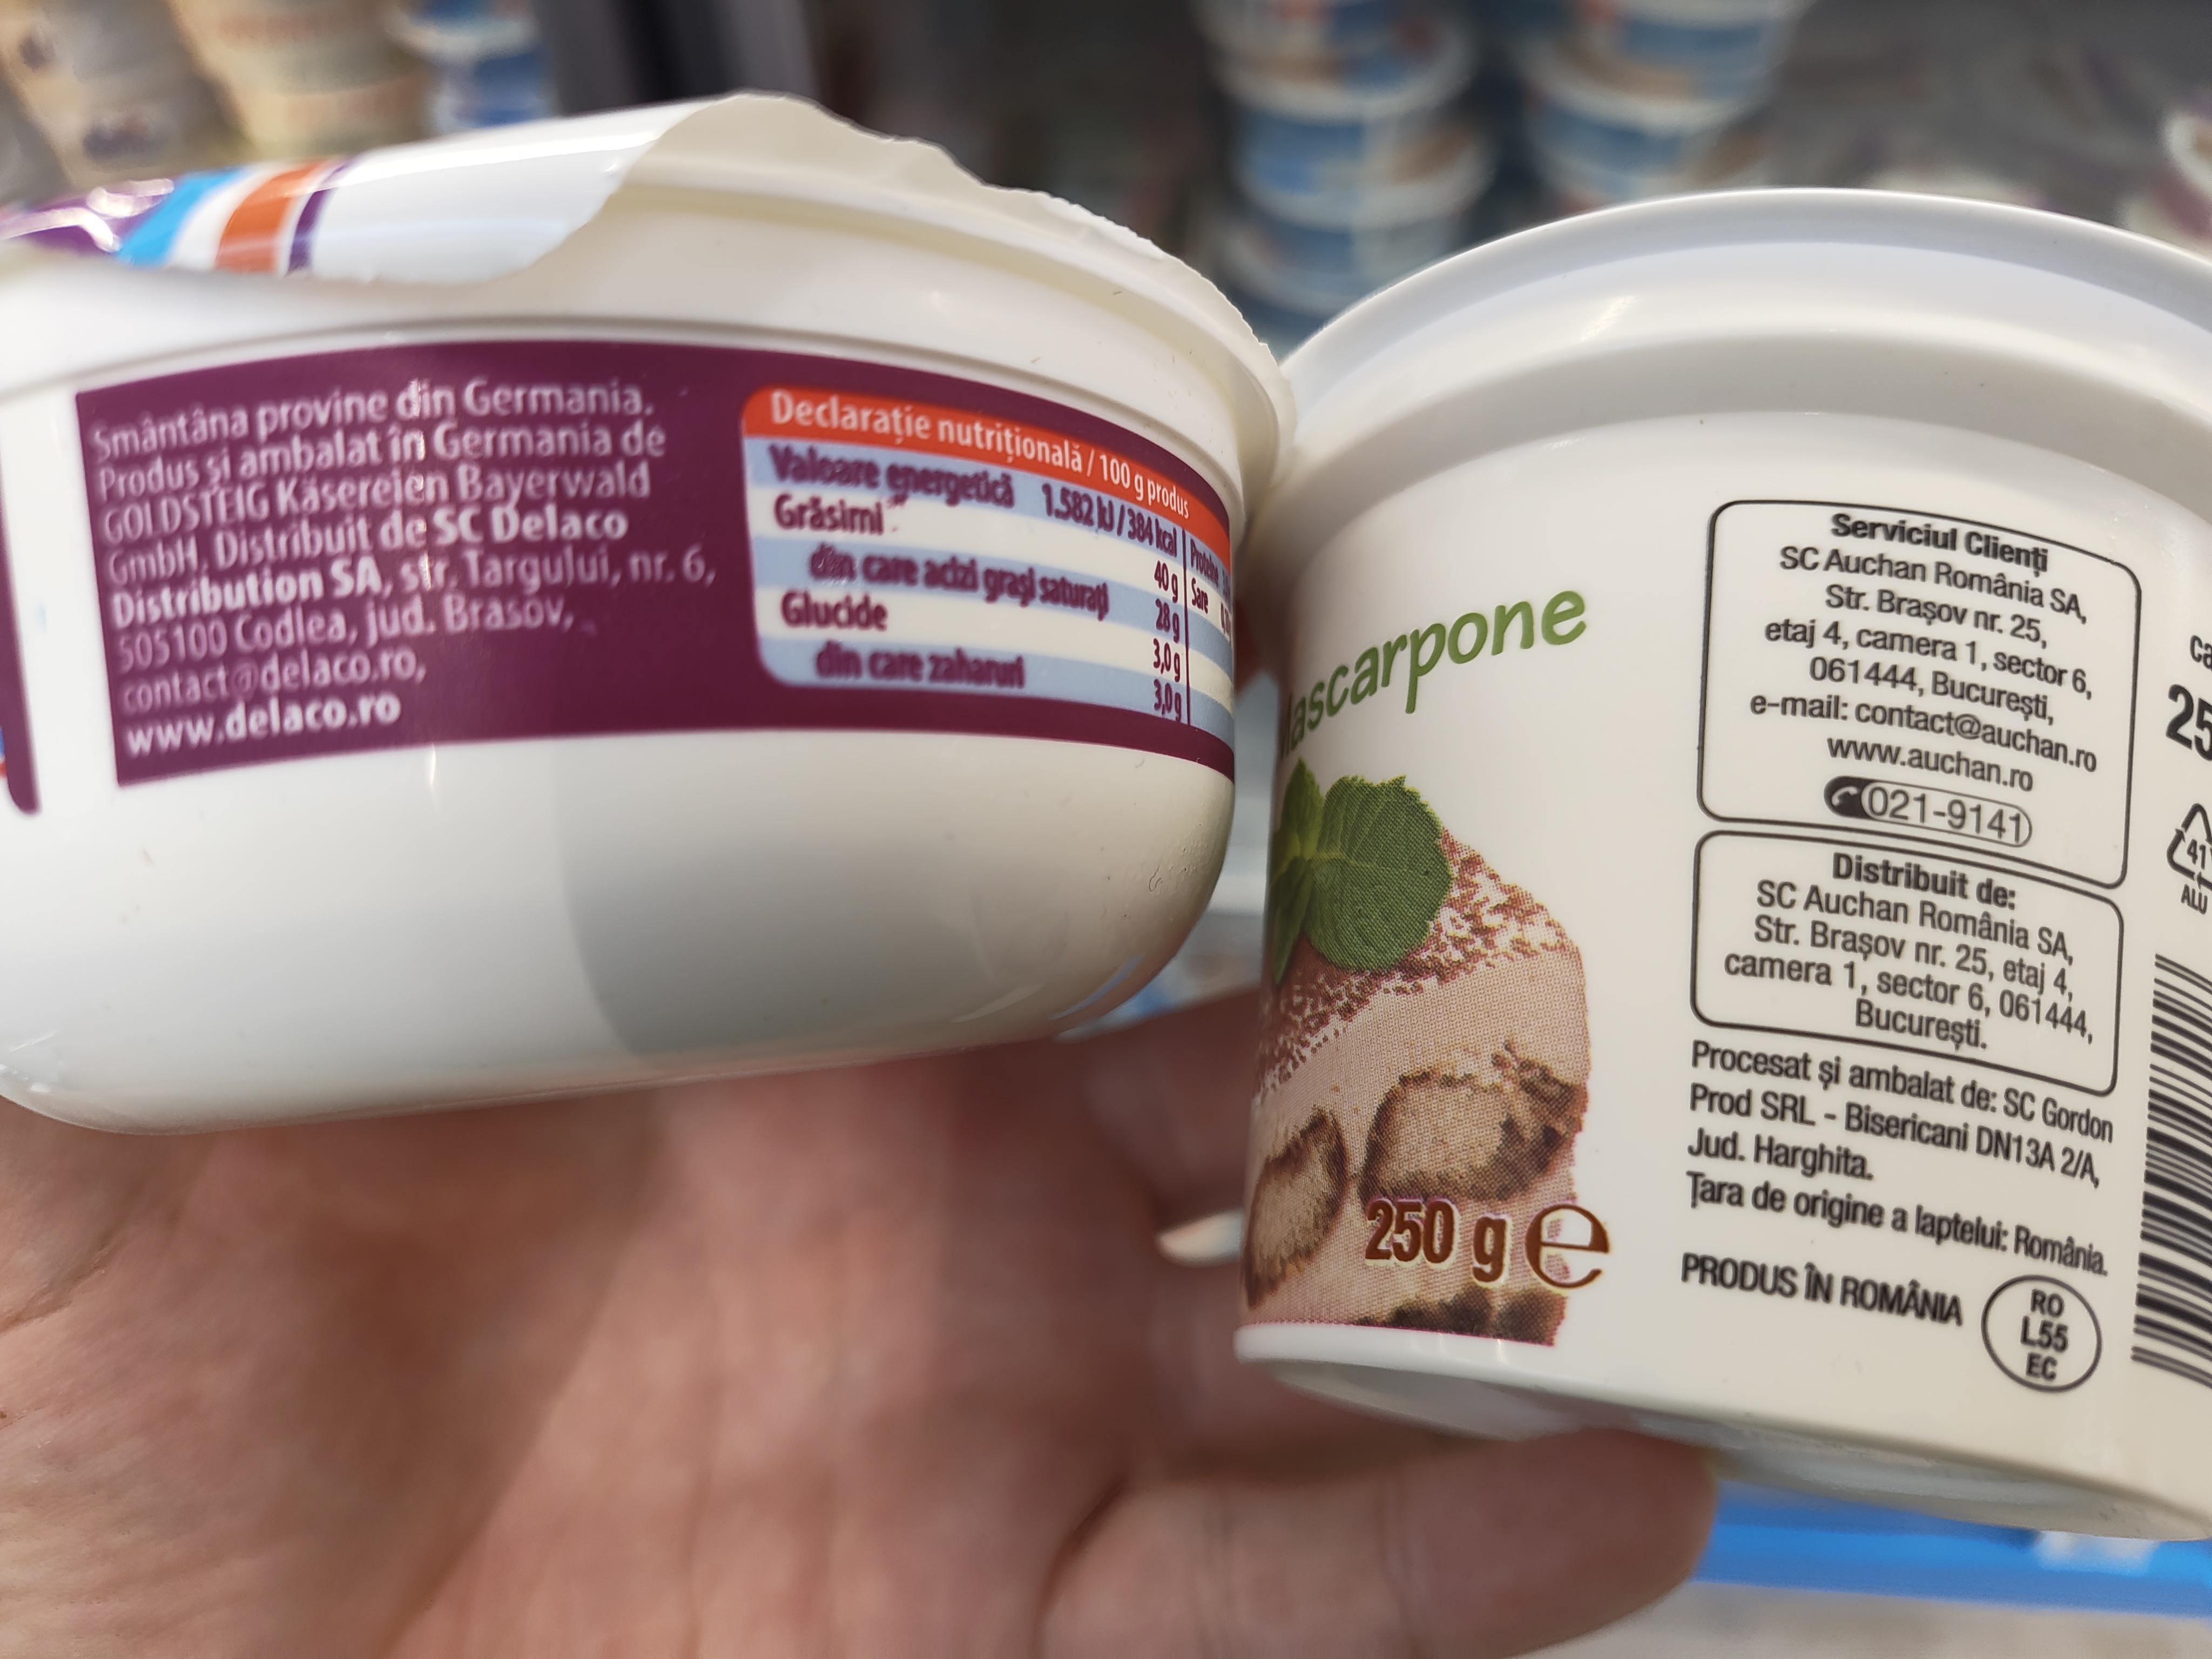 Smântâna provine din Germania.
Produs și ambalat în Germania de
GOLDSTEIG Käsereien Bayerwald
GmbH. Distribuit de SC Delaco
Distribution SA, str. Targului, nr. 6,
505100 Codlea, jud. Brasov,
contact@delaco.ro,
www.delaco.ro
Declarație nutrițională / 100 g produs
Valoare energetică 1.582 kJ / 384 kcal
Grăsimi 40 g
din care acizi grași saturați 28 g
Glucide 3,0 g
din care zaharuri 3,0 g
Sare
ascarpone
250 g e
Serviciul Clienți
SC Auchan România SA,
Str. Brașov nr. 25,
etaj 4, camera 1, sector 6,
061444, București,
e-mail: contact@auchan.ro
www.auchan.ro
021-9141
Distribuit de:
SC Auchan România SA,
Str. Brașov nr. 25, etaj 4,
camera 1, sector 6, 061444,
București.
Procesat și ambalat de: SC Gordon
Prod SRL - Bisericani DN13A 2/A,
Jud. Harghita.
Țara de origine a laptelui: România.
PRODUS ÎN ROMÂNIA
RO
L55
EC
Ca
25
41
ALU